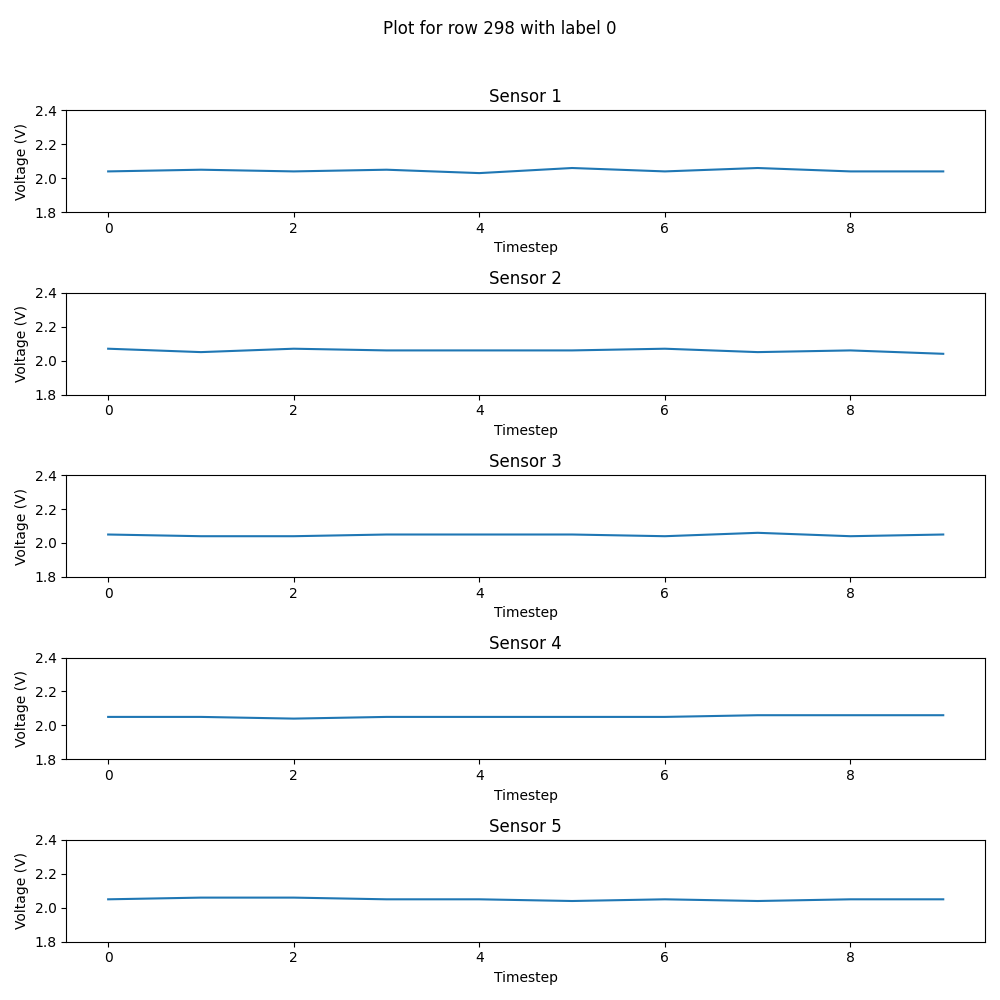 Plot for row 298 with label 0
Sensor 1
2.4
2.2
2.0
1.8
Voltage (V)
0 2 4 6 8
Timestep
Sensor 2
2.4
2.2
2.0
1.8
Voltage (V)
0 2 4 6 8
Timestep
Sensor 3
2.4
2.2
2.0
1.8
Voltage (V)
0 2 4 6 8
Timestep
Sensor 4
2.4
2.2
2.0
1.8
Voltage (V)
0 2 4 6 8
Timestep
Sensor 5
2.4
2.2
2.0
1.8
Voltage (V)
0 2 4 6 8
Timestep